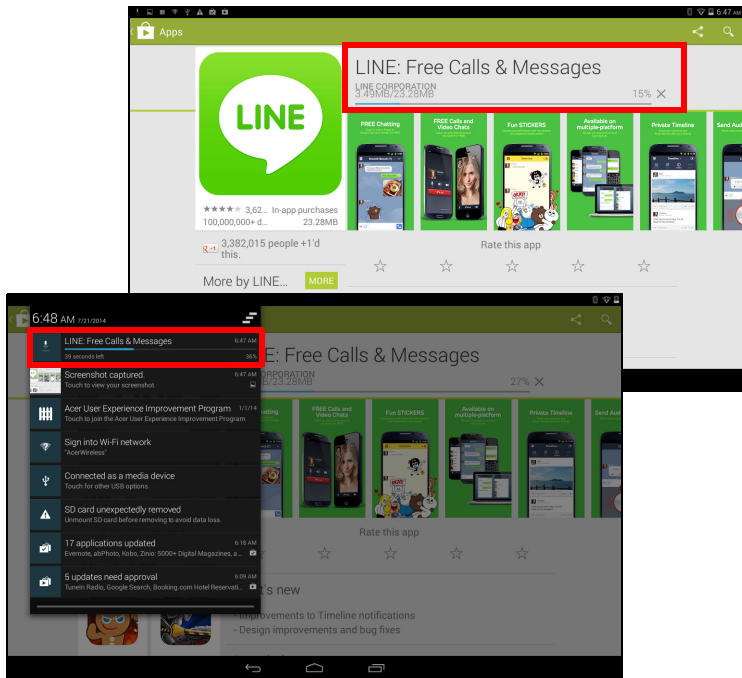 6:47 AM
Apps
LINE: Free Calls & Messages
LINE CORPORATION
3.49MB/23.28MB
15%
LINE
FREE Chatting
FREE Calls and
Video Chats
Fun STICKERS
Available on
multiple-platform
Private Timeline
Send Aud
3,62... In-app purchases
100,000,000+ d... 23.28MB
+1
3,382,015 people +1'd
this.
Rate this app
More by LINE...
MORE
6:48 AM 7/21/2014
LINE: Free Calls & Messages 6:47 AM
39 seconds left 36%
Screenshot captured. 6:47 AM
Touch to view your screenshot.
Acer User Experience Improvement Program 1/1/14
Touch to join the Acer User Experience Improvement Program
Sign into Wi-Fi network
"AcerWireless"
Connected as a media device
Touch for other USB options.
SD card unexpectedly removed
Unmount SD card before removing to avoid data loss.
17 applications updated 6:18 AM
Evernote, abPhoto, Kobo, Zinio: 5000+ Digital Magazines, a...
5 updates need approval 6:09 AM
TuneIn Radio, Google Search, Booking.com Hotel Reservati...
E: Free Calls & Messages
RPORATION
B/23.28MB
27%
hatting
FREE Calls and
Video Chats
Fun STICKERS
Available on
multiple-platform
Private Timeline
Send Aud
Rate this app
t's new
- Improvements to Timeline notifications
- Design improvements and bug fixes